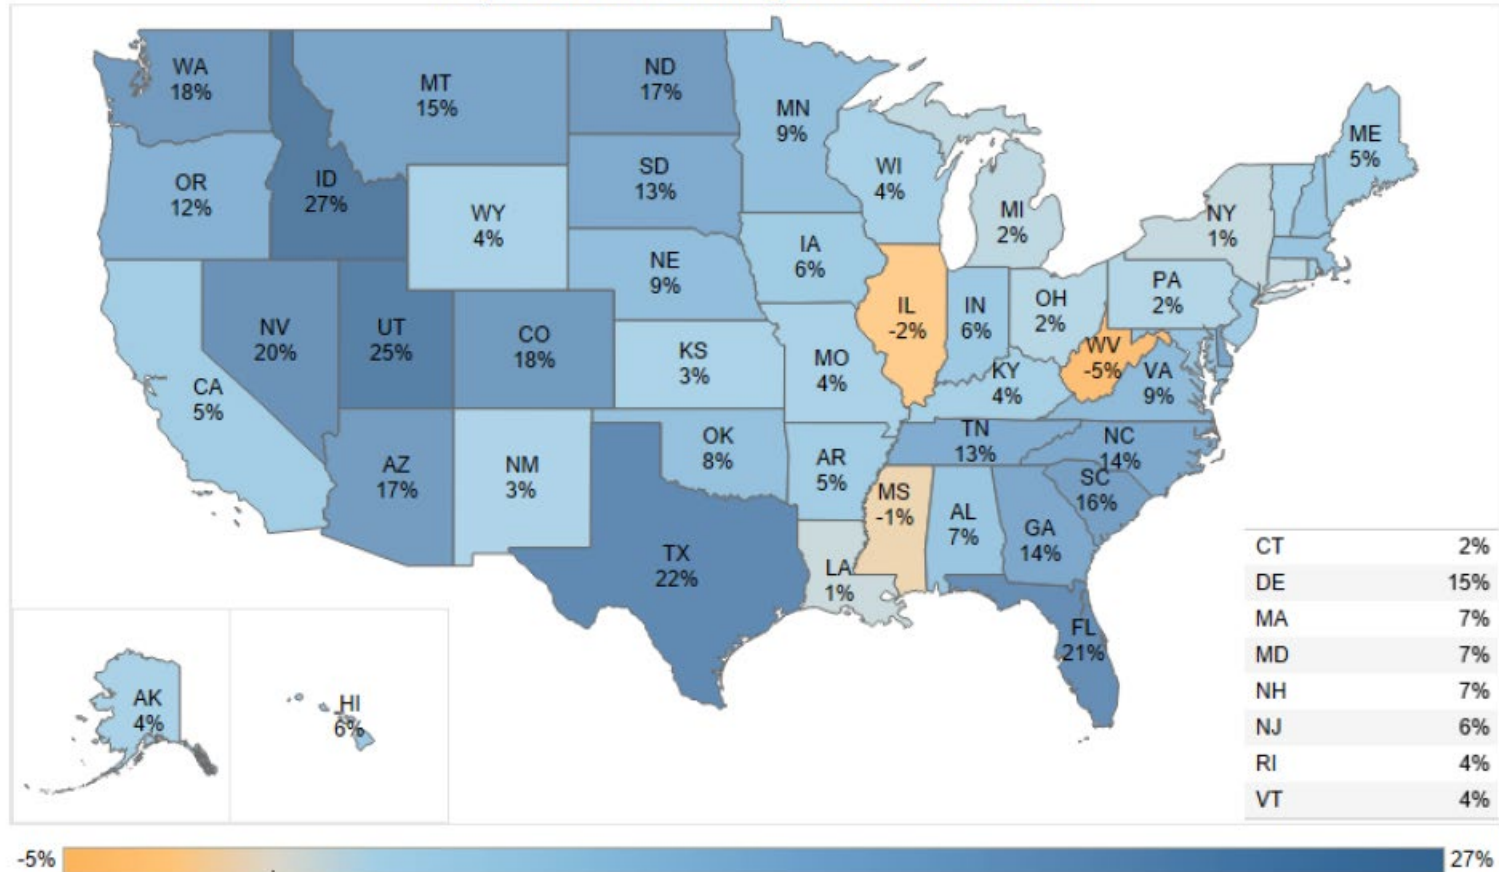 WA
18%
MT
15%
ND
17%
MN
9%
ME
5%
OR
12%
ID
27%
WY
4%
SD
13%
WI
4%
MI
2%
NY
1%
NE
9%
IA
6%
PA
2%
NV
20%
UT
25%
CO
18%
KS
3%
MO
4%
IL
-2%
IN
6%
OH
2%
WV
-5%
VA
9%
KY
4%
CA
5%
AZ
17%
NM
3%
OK
8%
AR
5%
TN
13%
NC
14%
SC
16%
MS
-1%
AL
7%
GA
14%
TX
22%
LA
1%
FL
21%
AK
4%
HI
6%
CT 2%
DE 15%
MA 7%
MD 7%
NH 7%
NJ 6%
RI 4%
VT 4%
-5% 27%